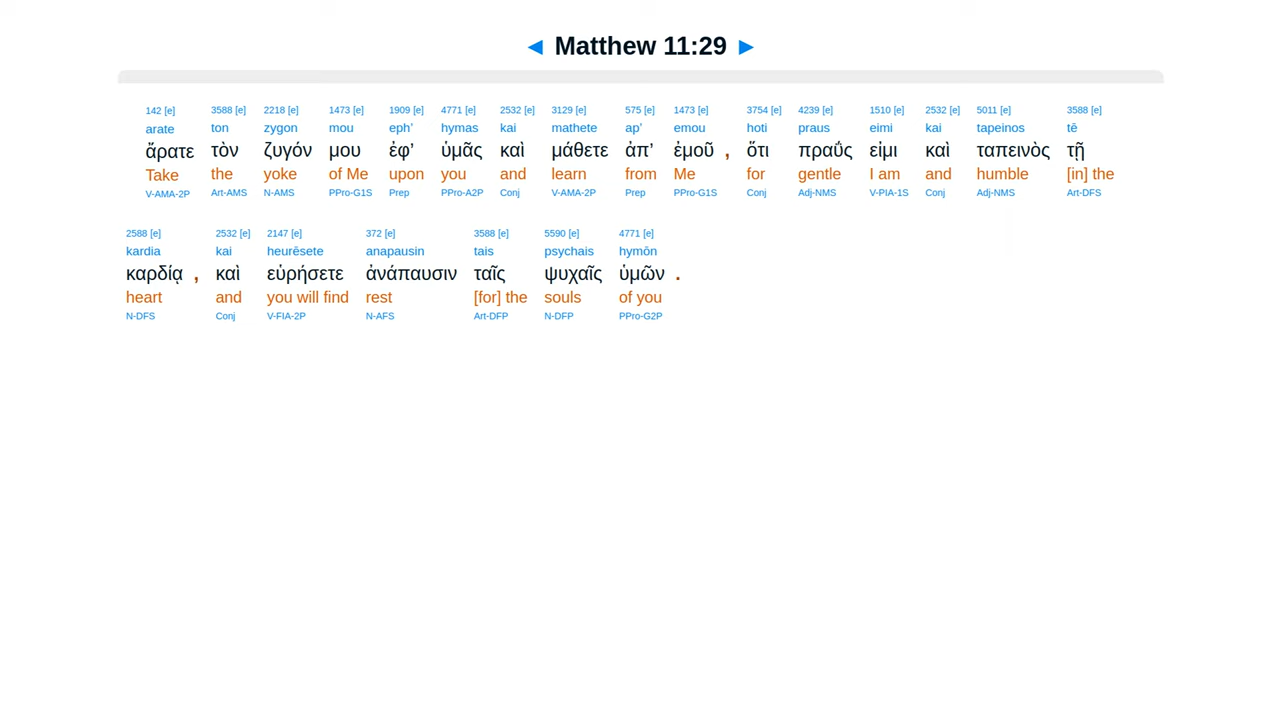 ◄ Matthew 11:29 ►
142 [e] 3588 [e] 2218 [e] 1473 [e] 1909 [e] 4771 [e] 2532 [e] 3129 [e] 575 [e] 1473 [e] 3754 [e] 4239 [e] 1510 [e] 2532 [e] 5011 [e] 3588 [e]
arate ton zygon mou eph’ hymas kai mathete ap’ emou hoti praus eimi kai tapeinos tē
ἄρατε τὸν ζυγόν μου ἐφ’ ὑμᾶς καὶ μάθετε ἀπ’ ἐμοῦ , ὅτι πραΰς εἰμι καὶ ταπεινὸς τῇ
Take the yoke of Me upon you and learn from Me for gentle I am and humble [in] the
V-AMA-2P Art-AMS N-AMS PPro-G1S Prep PPro-A2P Conj V-AMA-2P Prep PPro-G1S Conj Adj-NMS V-PIA-1S Conj Adj-NMS Art-DFS
2588 [e] 2532 [e] 2147 [e] 372 [e] 3588 [e] 5590 [e] 4771 [e]
kardia kai heurēsete anapausin tais psychais hymōn
καρδίᾳ , καὶ εὑρήσετε ἀνάπαυσιν ταῖς ψυχαῖς ὑμῶν .
heart and you will find rest [for] the souls of you
N-DFS Conj V-FIA-2P N-AFS Art-DFP N-DFP PPro-G2P